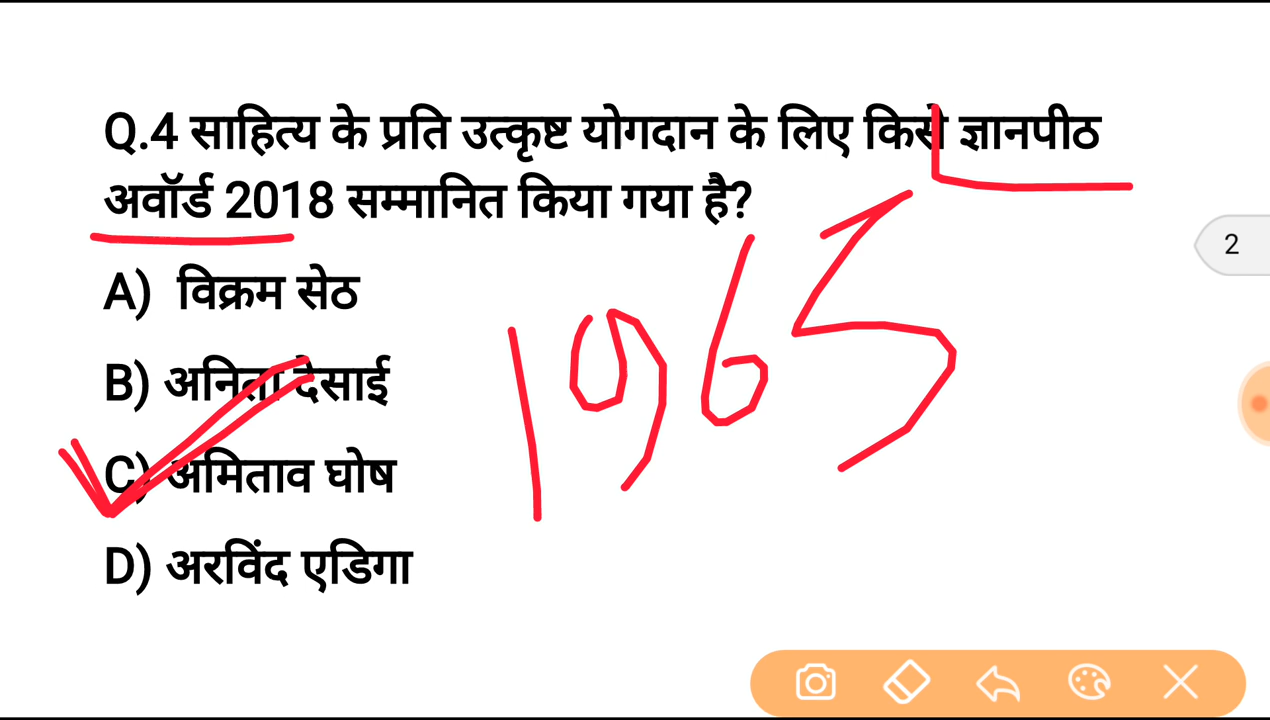 Q.4 साहित्य के प्रति उत्कृष्ट योगदान के लिए किसे ज्ञानपीठ
अवॉर्ड 2018 सम्मानित किया गया है?
2
A) विक्रम सेठ
1965
B) अनिता देसाई
C) अमिताव घोष
D) अरविंद एडिगा